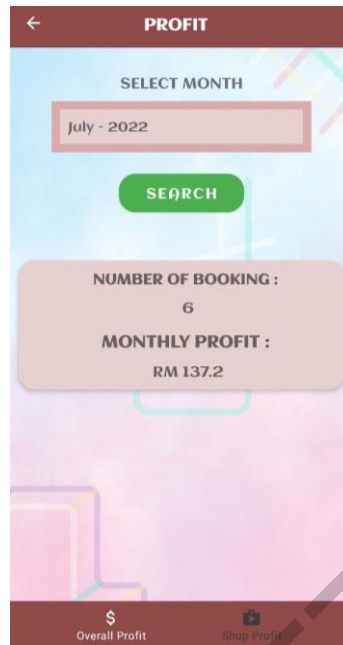 PROFIT
SELECT MONTH
July - 2022
SEARCH
NUMBER OF BOOKING :
6
MONTHLY PROFIT :
RM 137.2
$
Overall Profit
Shop Profit